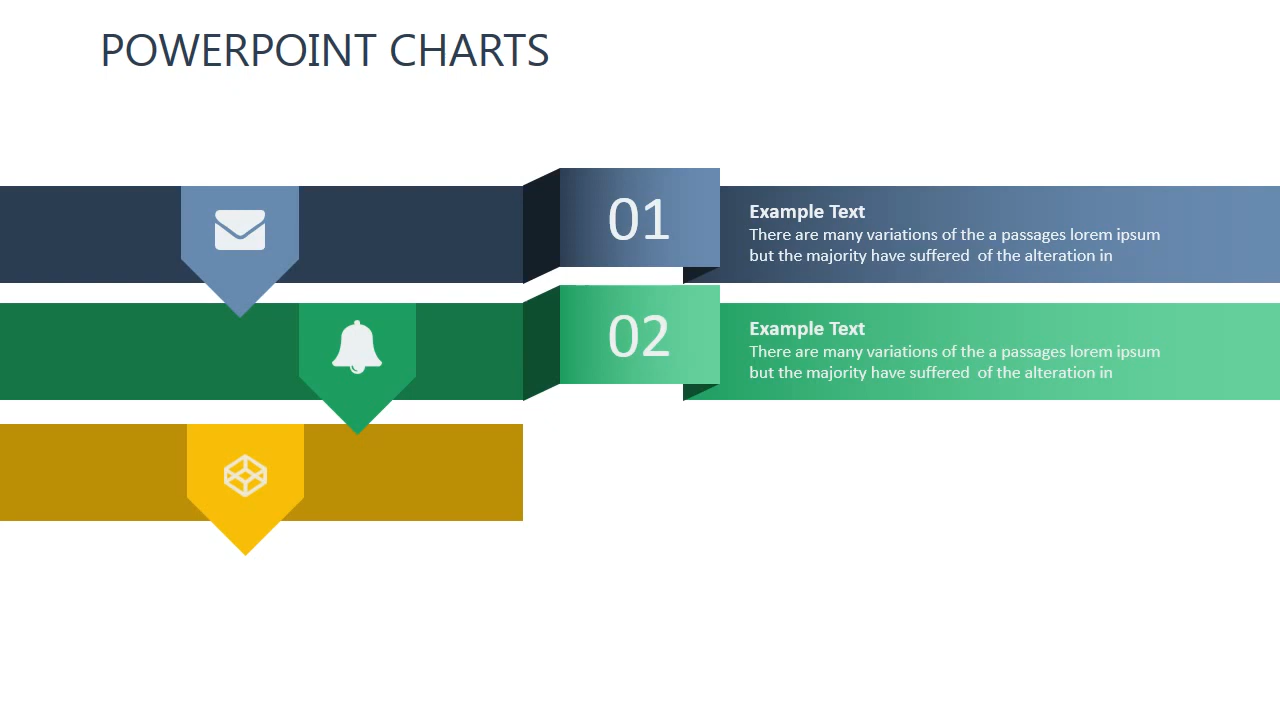 POWERPOINT CHARTS
01
Example Text
There are many variations of the a passages lorem ipsum
but the majority have suffered  of the alteration in
02
Example Text
There are many variations of the a passages lorem ipsum
but the majority have suffered  of the alteration in